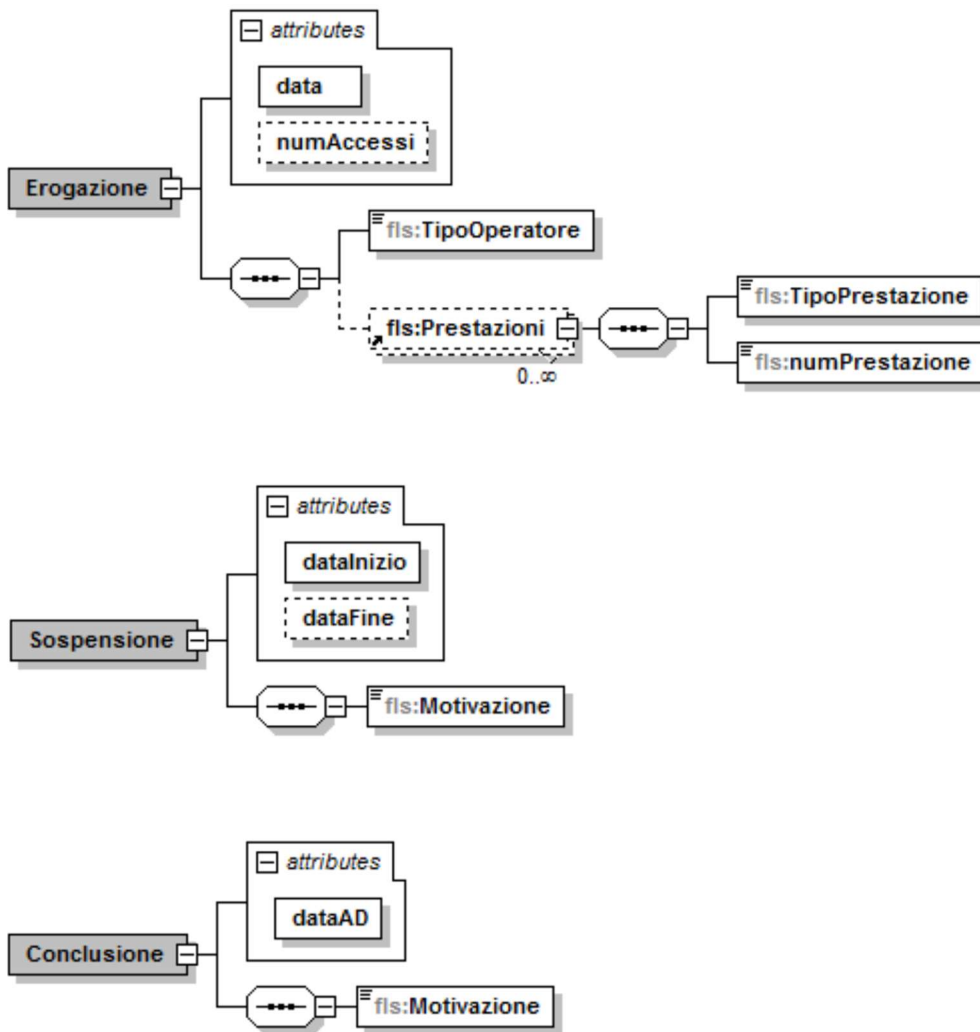 attributes
data
numAccessi
Erogazione
fls:TipoOperatore
fls:Prestazioni
0..∞
fls:TipoPrestazione
fls:numPrestazione
attributes
dataInizio
dataFine
Sospensione
fls:Motivazione
attributes
dataAD
Conclusione
fls:Motivazione